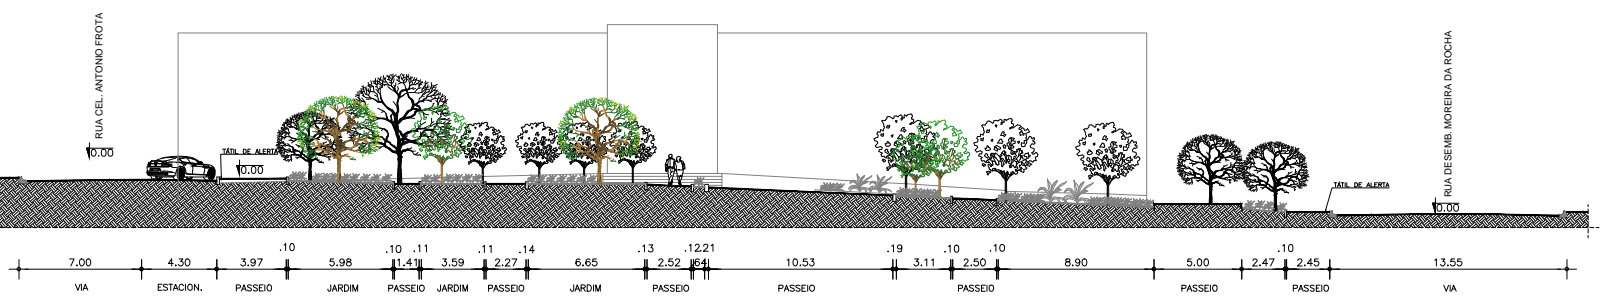 RUA CEL. ANTONIO FROTA
RUA DESEMB. MOREIRA DA ROCHA
0.00
TÁTIL DE ALERTA
0.00
TÁTIL DE ALERTA
0.00
.10 .10 .11 .11 .14 .13 .12 .21 .19 .10 .10 .10
7.00 4.30 3.97 5.98 1.41 3.59 2.27 6.65 2.52 .64 10.53 3.11 2.50 8.90 5.00 2.47 2.45 13.55
VIA ESTACION. PASSEIO JARDIM PASSEIO JARDIM PASSEIO JARDIM PASSEIO PASSEIO PASSEIO PASSEIO PASSEIO VIA